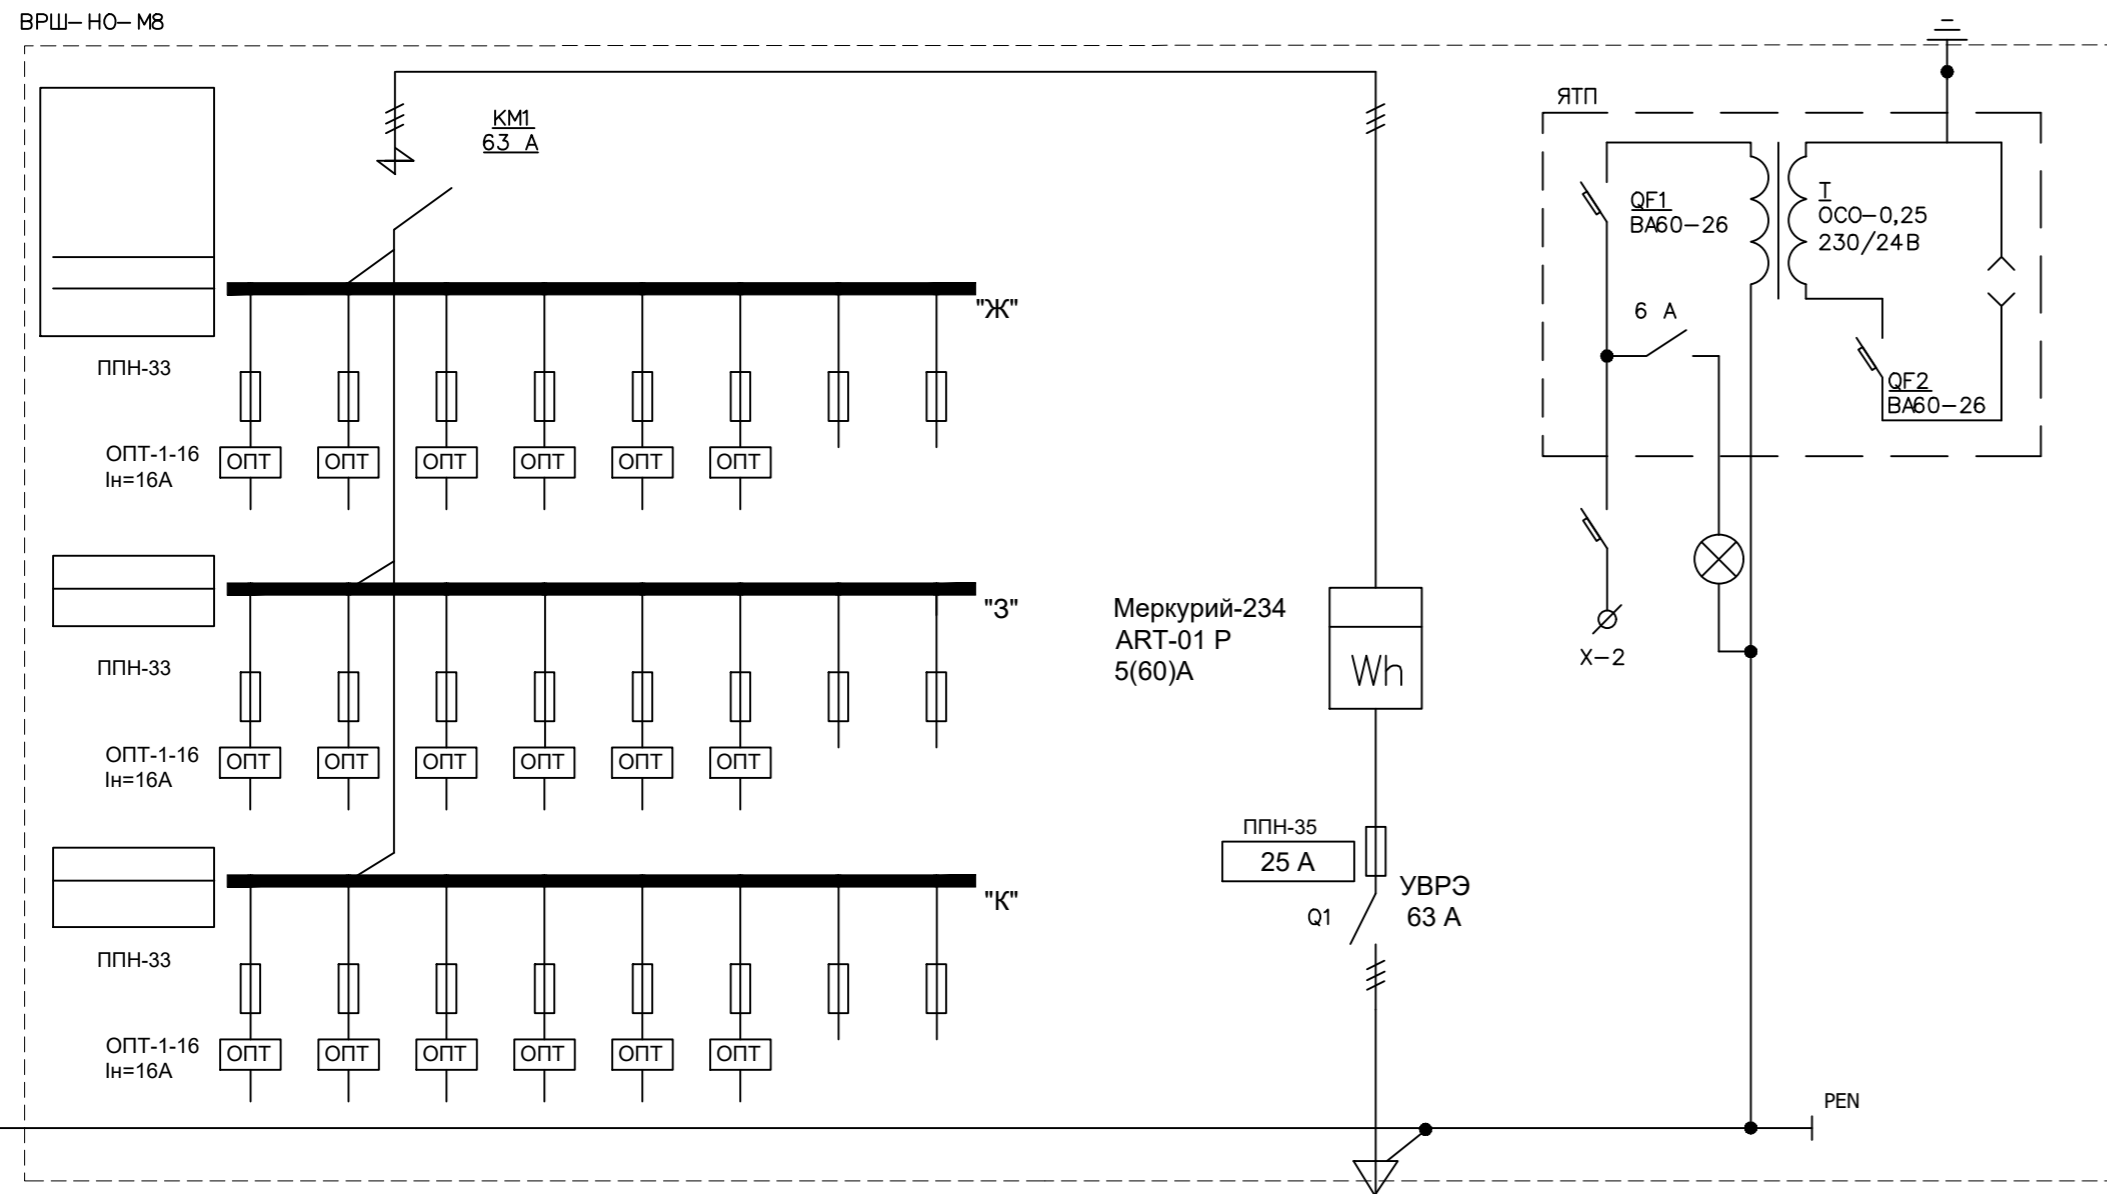 ВРШ-НО-М8
КМ1
63 А
"Ж"
ППН-33
ОПТ-1-16
Iн=16А
ОПТ ОПТ ОПТ ОПТ ОПТ ОПТ
"З"
ППН-33
ОПТ-1-16
Iн=16А
ОПТ ОПТ ОПТ ОПТ ОПТ ОПТ
"К"
ППН-33
ОПТ-1-16
Iн=16А
ОПТ ОПТ ОПТ ОПТ ОПТ ОПТ
Меркурий-234
ART-01 P
5(60)А
Wh
ППН-35
25 А
УВРЭ
63 А
Q1
ЯТП
QF1
ВА60-26
T
ОСО-0,25
230/24В
6 А
QF2
ВА60-26
Х-2
PEN